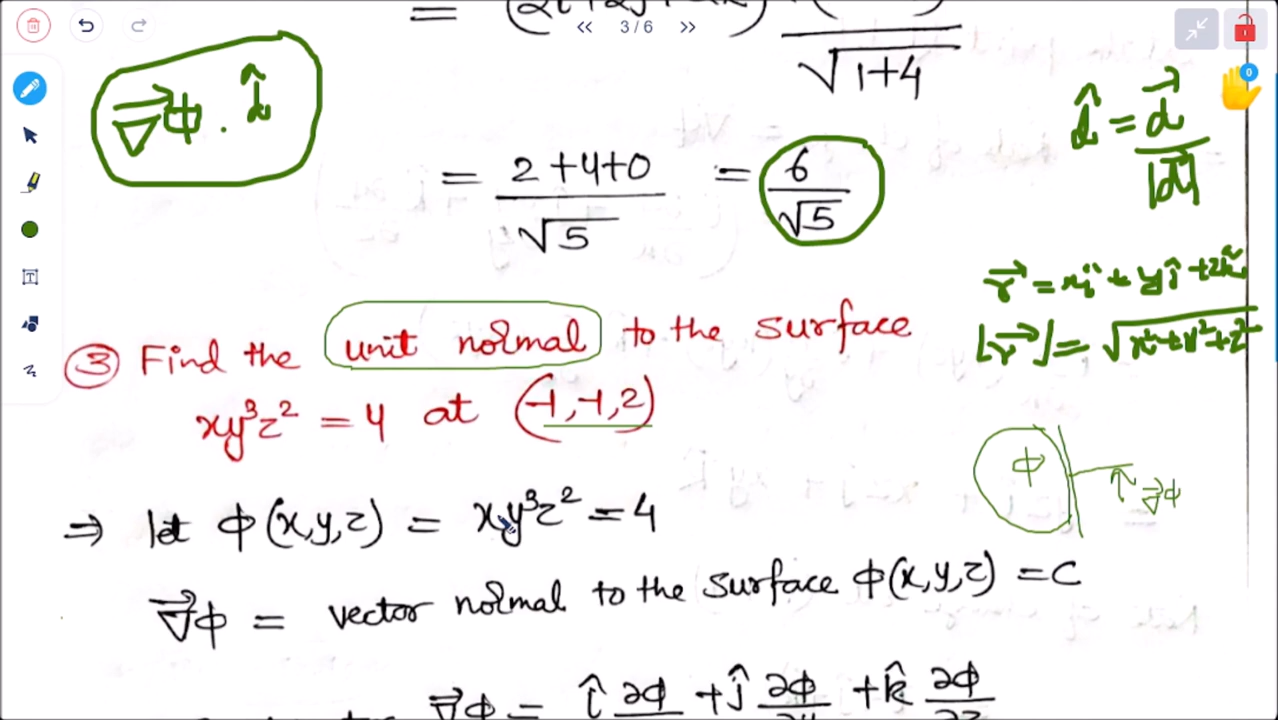 3/6
√(1+4)
∇⃗ϕ . d̂
d̂ = d⃗/|d⃗|
= (2+4+0)/√5 = 6/√5
r⃗ = xî + yĵ + zk̂
|r⃗| = √(x²+y²+z²)
③ Find the unit normal to the surface
xy³z² = 4 at (-1,-1,2)
ϕ
∇⃗ϕ
⇒ let ϕ(x,y,z) = xy³z² = 4
∇⃗ϕ = vector normal to the surface ϕ(x,y,z) = c
∇⃗ϕ = î ∂ϕ + ĵ ∂ϕ + k̂ ∂ϕ